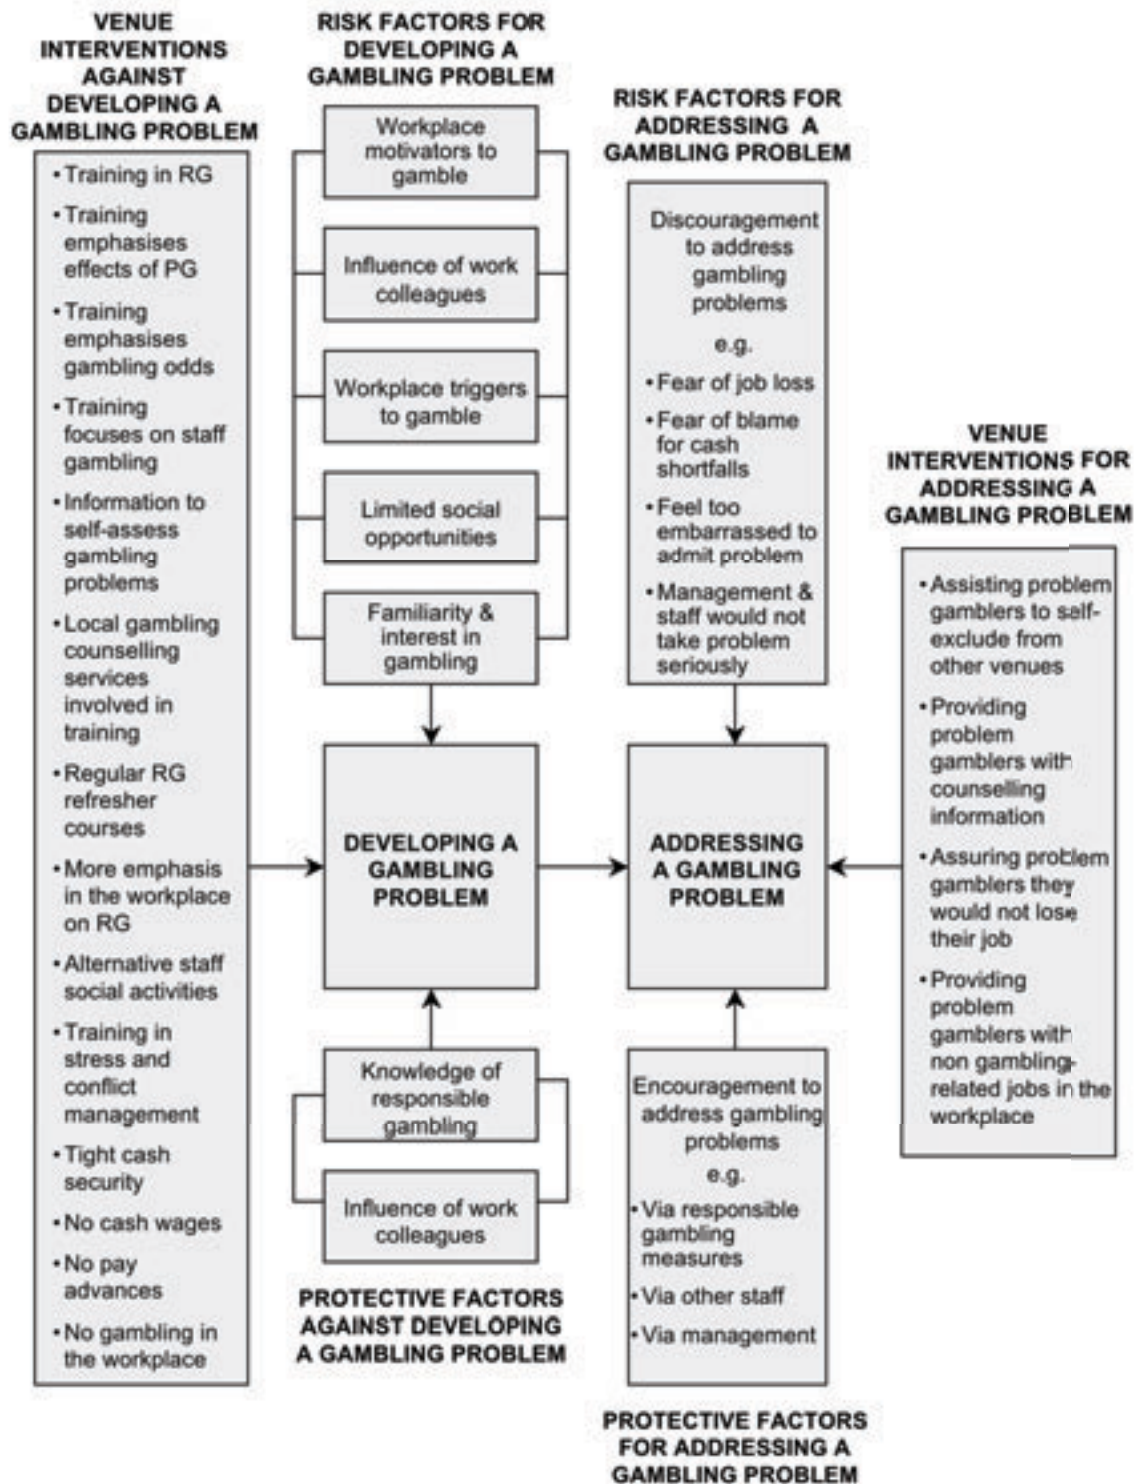 VENUE
INTERVENTIONS
AGAINST
DEVELOPING A
GAMBLING PROBLEM
• Training in RG
• Training
emphasises
effects of PG
• Training
emphasises
gambling odds
• Training
focuses on staff
gambling
• Information to
self-assess
gambling
problems
• Local gambling
counselling
services
involved in
training
• Regular RG
refresher
courses
• More emphasis
in the workplace
on RG
• Alternative staff
social activities
• Training in
stress and
conflict
management
• Tight cash
security
• No cash wages
• No pay
advances
• No gambling in
the workplace
RISK FACTORS FOR
DEVELOPING A
GAMBLING PROBLEM
Workplace
motivators to
gamble
Influence of work
colleagues
Workplace triggers
to gamble
Limited social
opportunities
Familiarity &
interest in
gambling
DEVELOPING A
GAMBLING
PROBLEM
Knowledge of
responsible
gambling
Influence of work
colleagues
PROTECTIVE FACTORS
AGAINST DEVELOPING
A GAMBLING PROBLEM
RISK FACTORS FOR
ADDRESSING A
GAMBLING PROBLEM
Discouragement
to address
gambling
problems
e.g.
• Fear of job loss
• Fear of blame
for cash
shortfalls
• Feel too
embarrassed to
admit problem
• Management &
staff would not
take problem
seriously
ADDRESSING
A GAMBLING
PROBLEM
Encouragement to
address gambling
problems
e.g.
• Via responsible
gambling
measures
• Via other staff
• Via management
PROTECTIVE FACTORS
FOR ADDRESSING A
GAMBLING PROBLEM
VENUE
INTERVENTIONS FOR
ADDRESSING A
GAMBLING PROBLEM
• Assisting problem
gamblers to self-
exclude from
other venues
• Providing
problem
gamblers with
counselling
information
• Assuring problem
gamblers they
would not lose
their job
• Providing
problem
gamblers with
non gambling-
related jobs in the
workplace